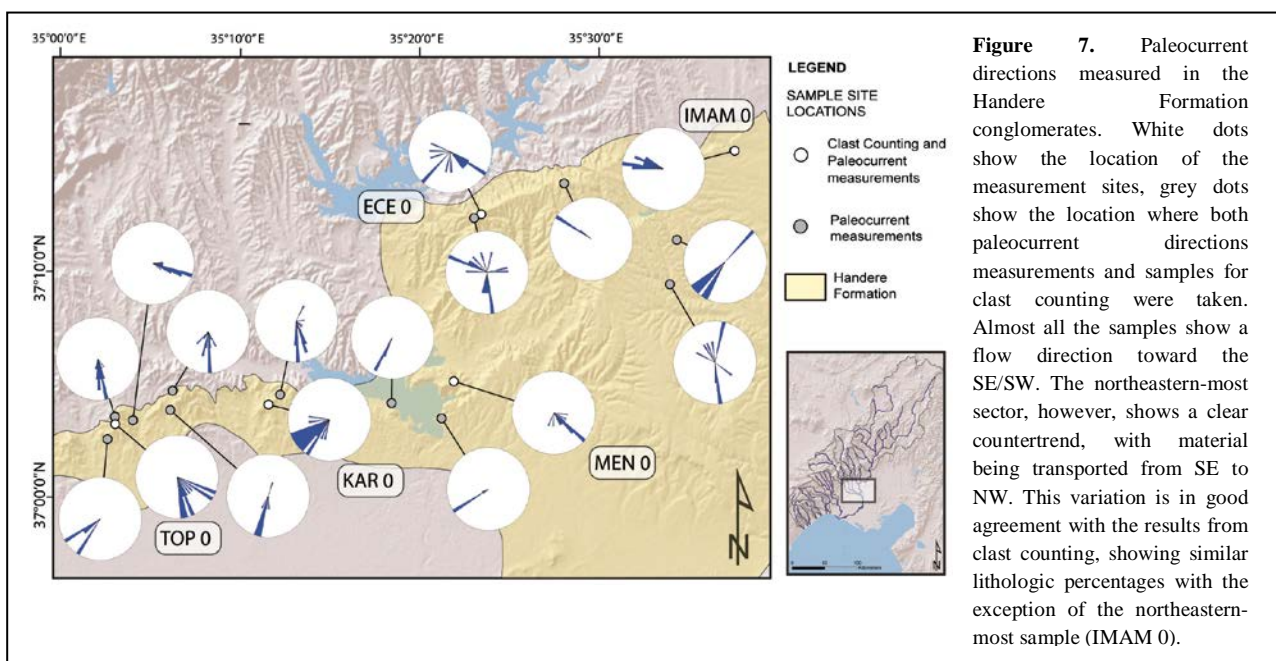 35°00'0"E
35°10'0"E
35°20'0"E
35°30'0"E
37°10'0"N
37°00'0"N
IMAM 0
ECE 0
KAR 0
MEN 0
TOP 0
N
LEGEND
SAMPLE SITE
LOCATIONS
Clast Counting and
Paleocurrent
measurements
Paleocurrent
measurements
Handere
Formation
N
Figure 7. Paleocurrent
directions measured in the
Handere Formation
conglomerates. White dots
show the location of the
measurement sites, grey dots
show the location where both
paleocurrent directions
measurements and samples for
clast counting were taken.
Almost all the samples show a
flow direction toward the
SE/SW. The northeastern-most
sector, however, shows a clear
countertrend, with material
being transported from SE to
NW. This variation is in good
agreement with the results from
clast counting, showing similar
lithologic percentages with the
exception of the northeastern-
most sample (IMAM 0).